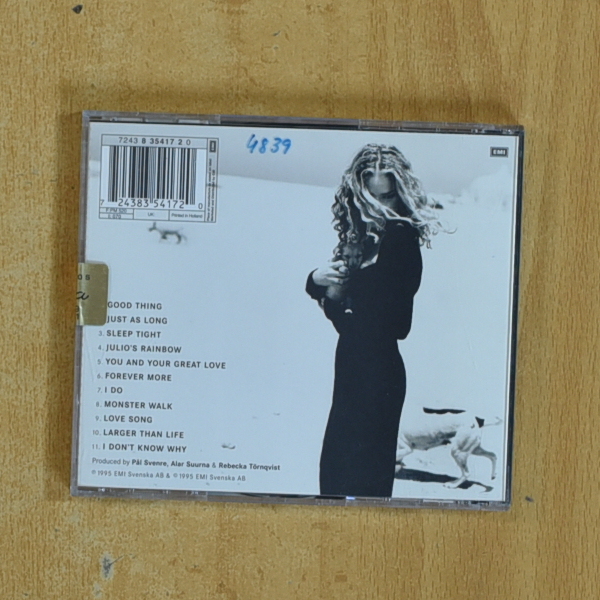 7243 8 35417 2 0
4839
EMI
7 24383 54172 0
Printed in Holland
GOOD THING
JUST AS LONG
3. SLEEP TIGHT
4. JULIO'S RAINBOW
5. YOU AND YOUR GREAT LOVE
6. FOREVER MORE
7. I DO
8. MONSTER WALK
9. LOVE SONG
10. LARGER THAN LIFE
11. I DON'T KNOW WHY
Produced by Pål Svenre, Alar Suurna & Rebecka Törnqvist
℗ 1995 EMI Svenska AB & © 1995 EMI Svenska AB